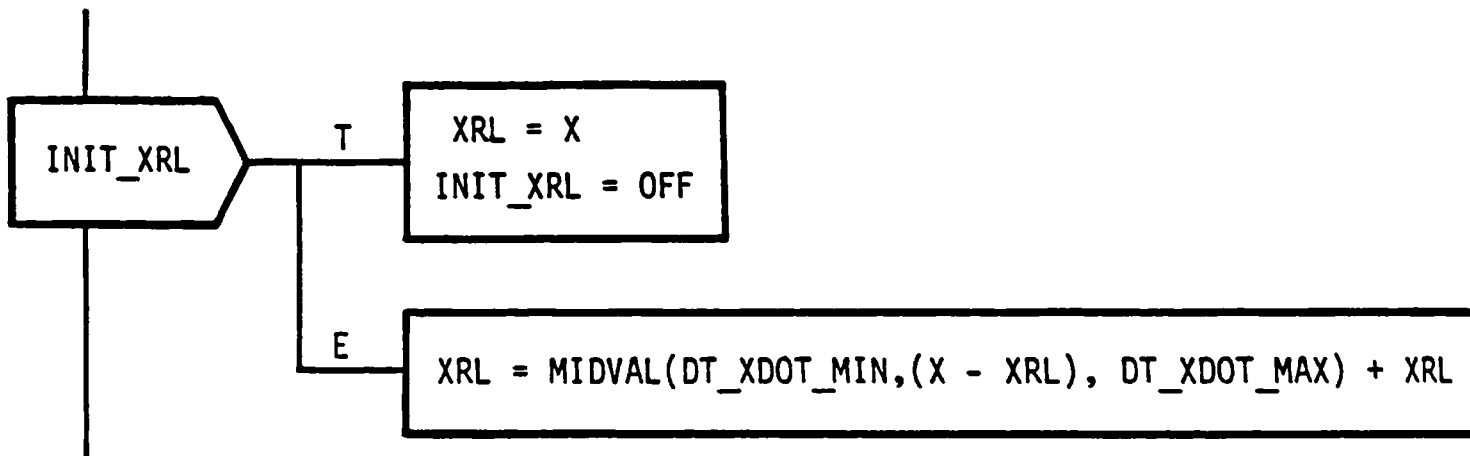 INIT_XRL
T
XRL = X
INIT_XRL = OFF
E
XRL = MIDVAL(DT_XDOT_MIN,(X - XRL), DT_XDOT_MAX) + XRL